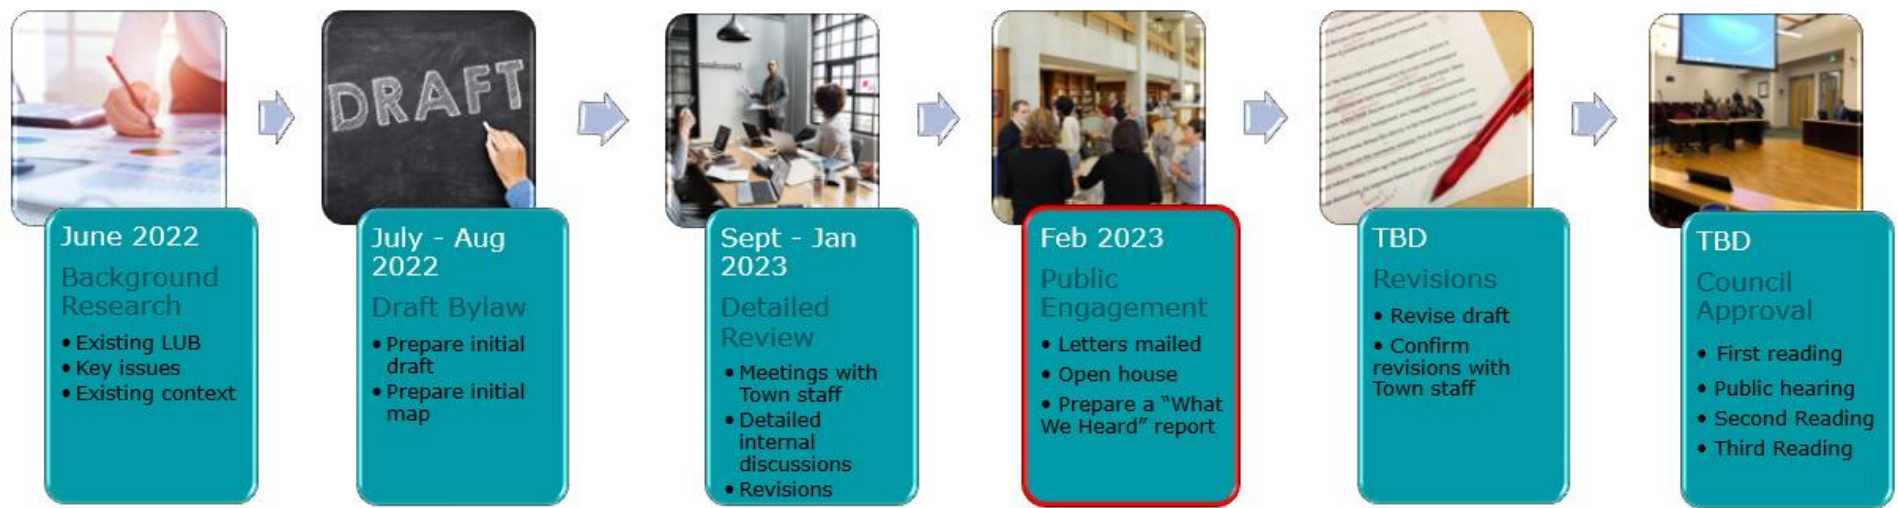 DRAFT
June 2022
Background
Research
• Existing LUB
• Key issues
• Existing context
July - Aug
2022
Draft Bylaw
• Prepare initial
draft
• Prepare initial
map
Sept - Jan
2023
Detailed
Review
• Meetings with
Town staff
• Detailed
internal
discussions
• Revisions
Feb 2023
Public
Engagement
• Letters mailed
• Open house
• Prepare a “What
We Heard” report
TBD
Revisions
• Revise draft
• Confirm
revisions with
Town staff
TBD
Council
Approval
• First reading
• Public hearing
• Second Reading
• Third Reading